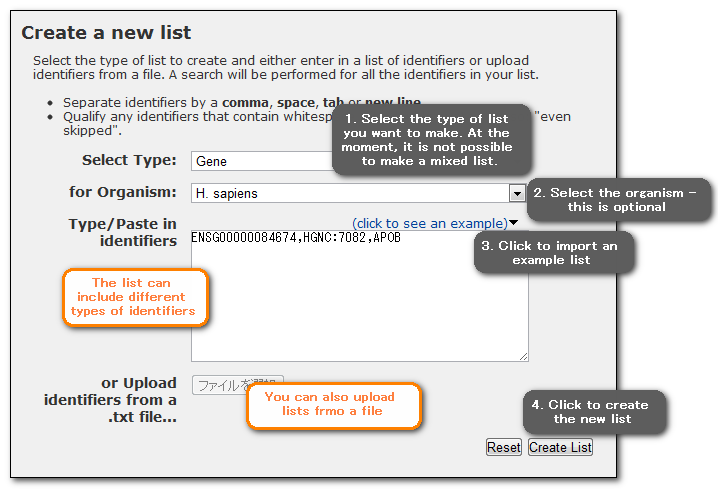 Create a new list
Select the type of list to create and either enter in a list of identifiers or upload
identifiers from a file. A search will be performed for all the identifiers in your list.
Separate identifiers by a comma, space, tab or new line
Qualify any identifiers that contain "even
skipped".
1. Select the type of list
you want to make. At the
moment, it is not possible
to make a mixed list.
Select Type:
Gene
for Organism:
H. sapiens
2. Select the organism -
this is optional
Type/Paste in
identifiers
(click to see an example)
ENSG00000084674,HGNC:7082,APOB
3. Click to import an
example list
The list can
include different
types of identifiers
or Upload
identifiers from a
.txt file...
ファイルを選択
You can also upload
lists frmo a file
4. Click to create
the new list
Reset
Create List